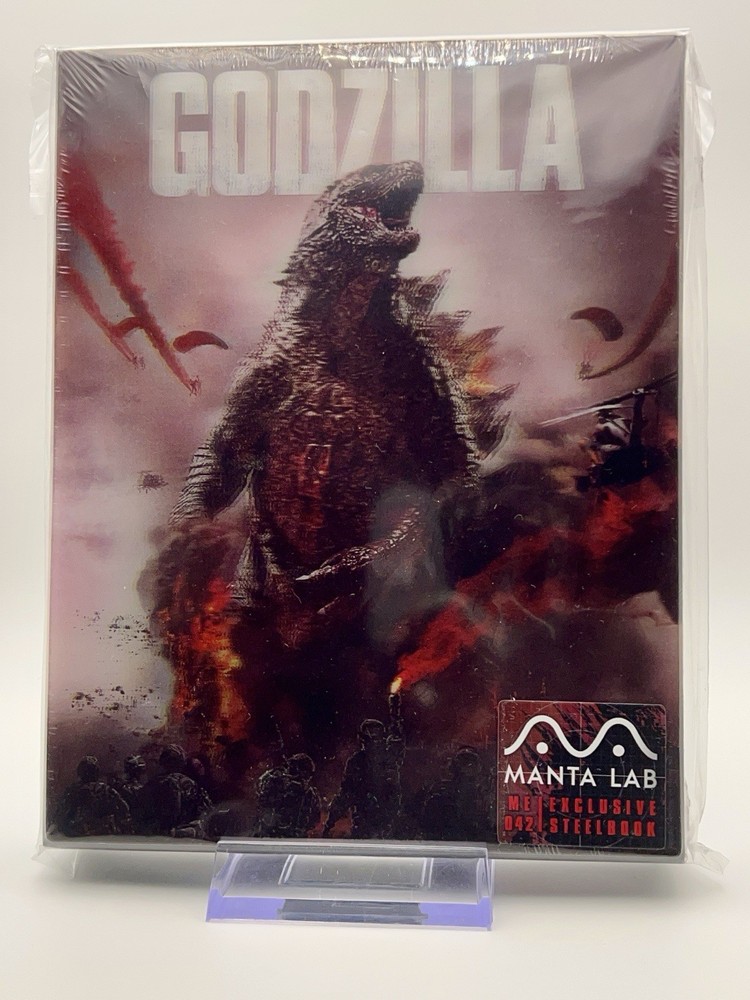 GODZILLA
MANTA LAB
ME EXCLUSIVE
042 STEELBOOK